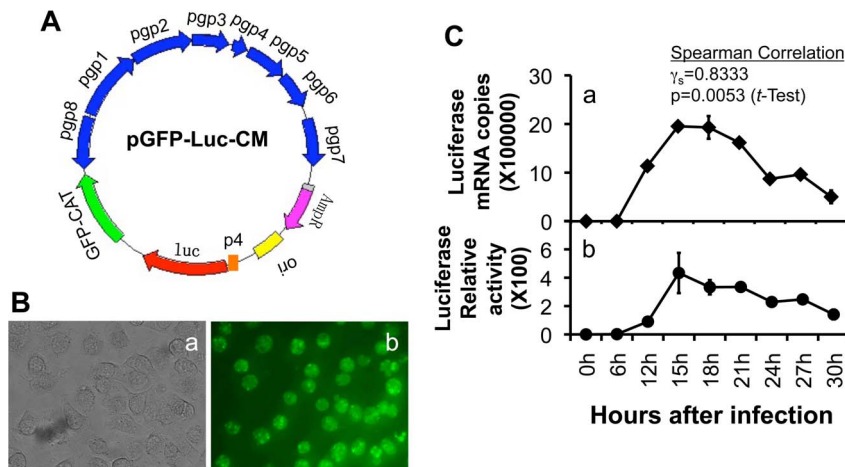 A
pgp8
pgp1
pgp2
pgp3
pgp4
pgp5
pgp6
pgp7
pGFP-Luc-CM
AmpR
ori
p4
luc
GFP-CAT
B
a
b
C
Spearman Correlation
γs=0.8333
p=0.0053 (t-Test)
Luciferase
mRNA copies
(X100000)
30
20
10
0
a
Luciferase
Relative
activity
(X100)
6
4
2
0
b
0h
6h
12h
15h
18h
21h
24h
27h
30h
Hours after infection